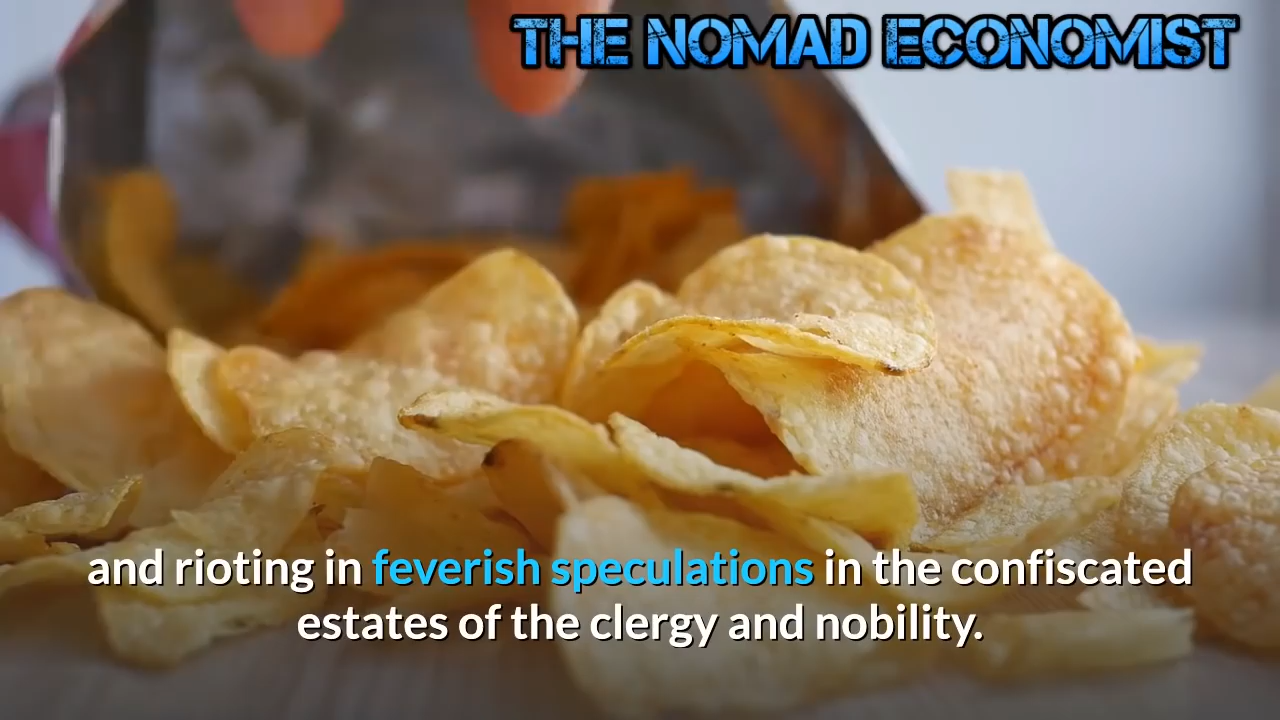 THE NOMAD ECONOMIST
and rioting in feverish speculations in the confiscated
estates of the clergy and nobility.